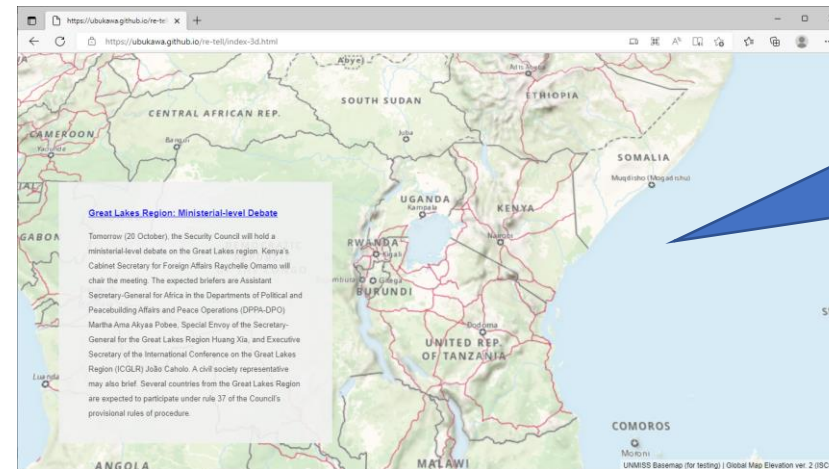 https://ubukawa.github.io/re-tell
https://ubukawa.github.io/re-tell/index-3d.html
Abyei
SOUTH SUDAN
ETHIOPIA
CENTRAL AFRICAN REP.
CAMEROON
Yaounde
Bangui
Juba
SOMALIA
Muqdisho (Mogadishu)
Great Lakes Region: Ministerial-level Debate
UGANDA
Kampala
KENYA
Nairobi
GABON
Tomorrow (20 October), the Security Council will hold a
ministerial-level debate on the Great Lakes region. Kenya's
Cabinet Secretary for Foreign Affairs Raychelle Omamo will
chair the meeting. The expected briefers are Assistant
Secretary-General for Africa in the Departments of Political and
Peacebuilding Affairs and Peace Operations (DPPA-DPO)
Martha Ama Akyaa Pobee, Special Envoy of the Secretary-
General for the Great Lakes Region Huang Xia, and Executive
Secretary of the International Conference on the Great Lakes
Region (ICGLR) João Caholo. A civil society representative
may also brief. Several countries from the Great Lakes Region
are expected to participate under rule 37 of the Council's
provisional rules of procedure.
RWANDA
Kigali
Gitega
BURUNDI
Dodoma
UNITED REP.
OF TANZANIA
Luanda
COMOROS
Moroni
ANGOLA
MALAWI
UNMISS Basemap (for testing) | Global Map Elevation ver. 2 (ISC